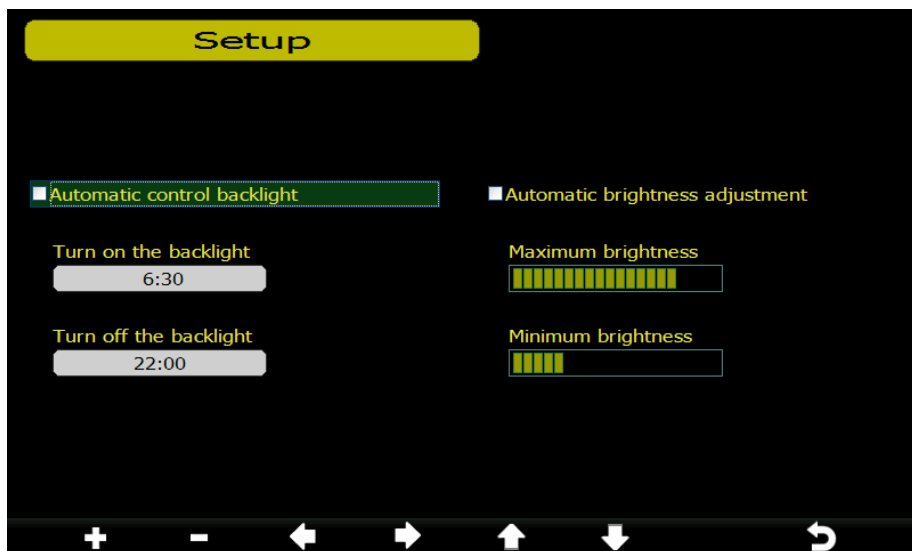 Setup
Automatic control backlight
Automatic brightness adjustment
Turn on the backlight
Maximum brightness
6:30
Turn off the backlight
Minimum brightness
22:00